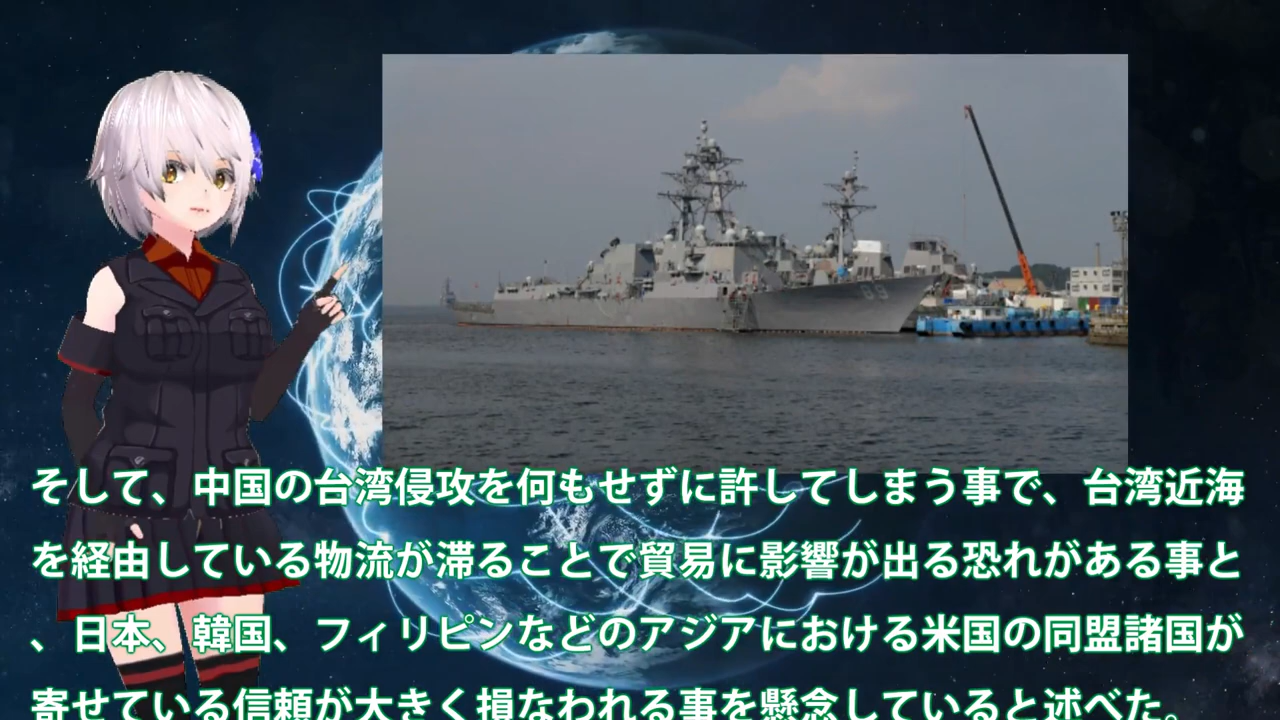 そして、中国の台湾侵攻を何もせずに許してしまう事で、台湾近海
を経由している物流が滞ることで貿易に影響が出る恐れがある事と
、日本、韓国、フィリピンなどのアジアにおける米国の同盟諸国が
寄せている信頼が大きく損なわれる事を懸念していると述べた。